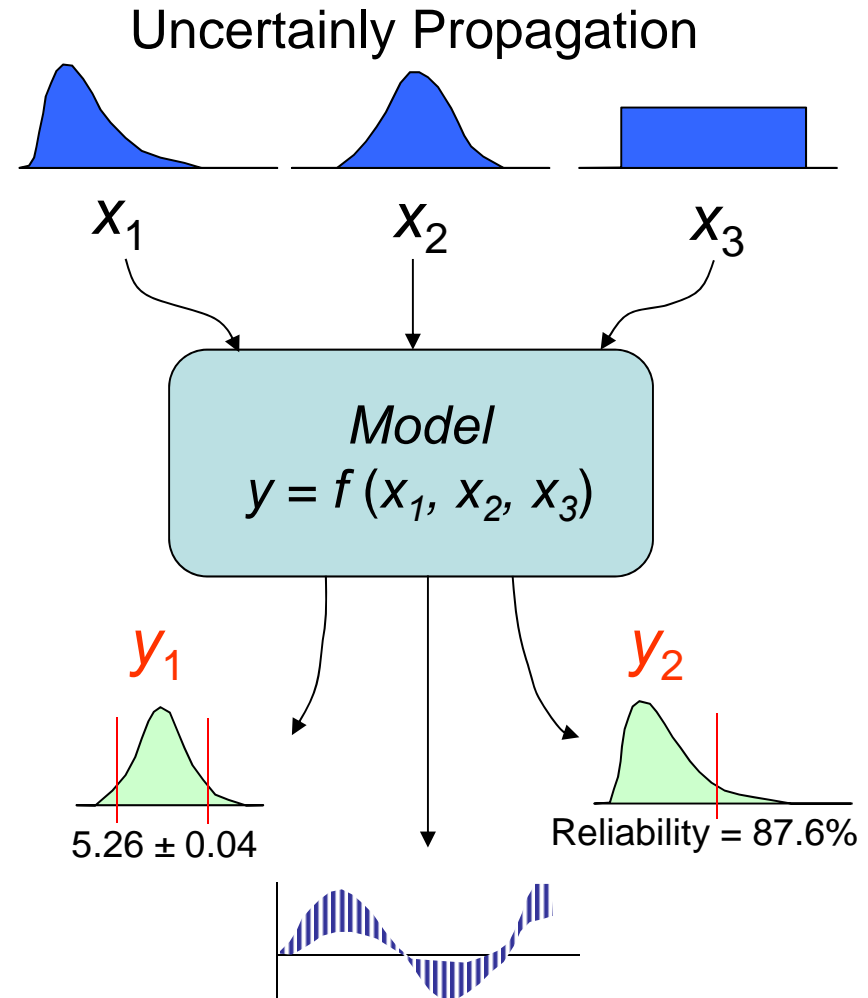 Uncertainly Propagation
x₁ x₂ x₃
Model
y = f (x₁, x₂, x₃)
y₁ y₂
5.26 ± 0.04
Reliability = 87.6%